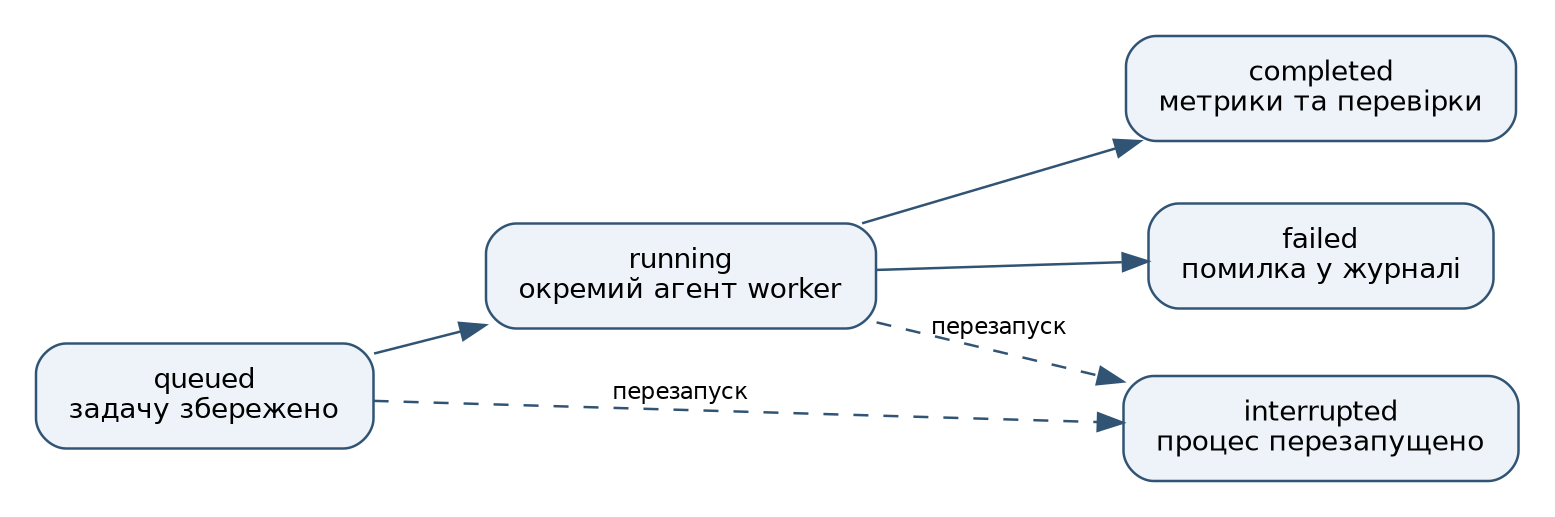 completed
метрики та перевірки
failed
помилка у журналі
running
окремий агент worker
перезапуск
queued
задачу збережено
перезапуск
interrupted
процес перезапущено